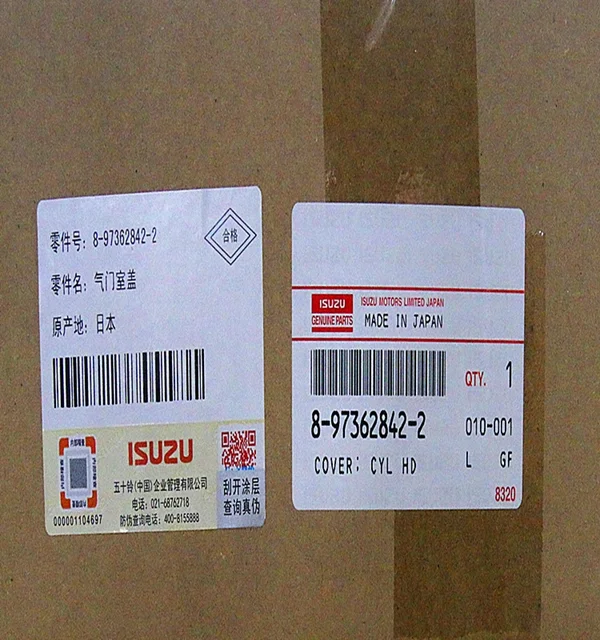 零件号: 8-97362842-2
合格
零件名: 气门室盖
原产地: 日本
ISUZU
五十铃(中国)企业管理有限公司
电话: 021-68762718
防伪查询电话: 400-8155888
000001104697
刮开涂层
查询真伪
ISUZU
GENUINE PARTS
ISUZU MOTORS LIMITED JAPAN
MADE IN JAPAN
QTY. 1
8-97362842-2 010-001
COVER; CYL HD L GF
8320